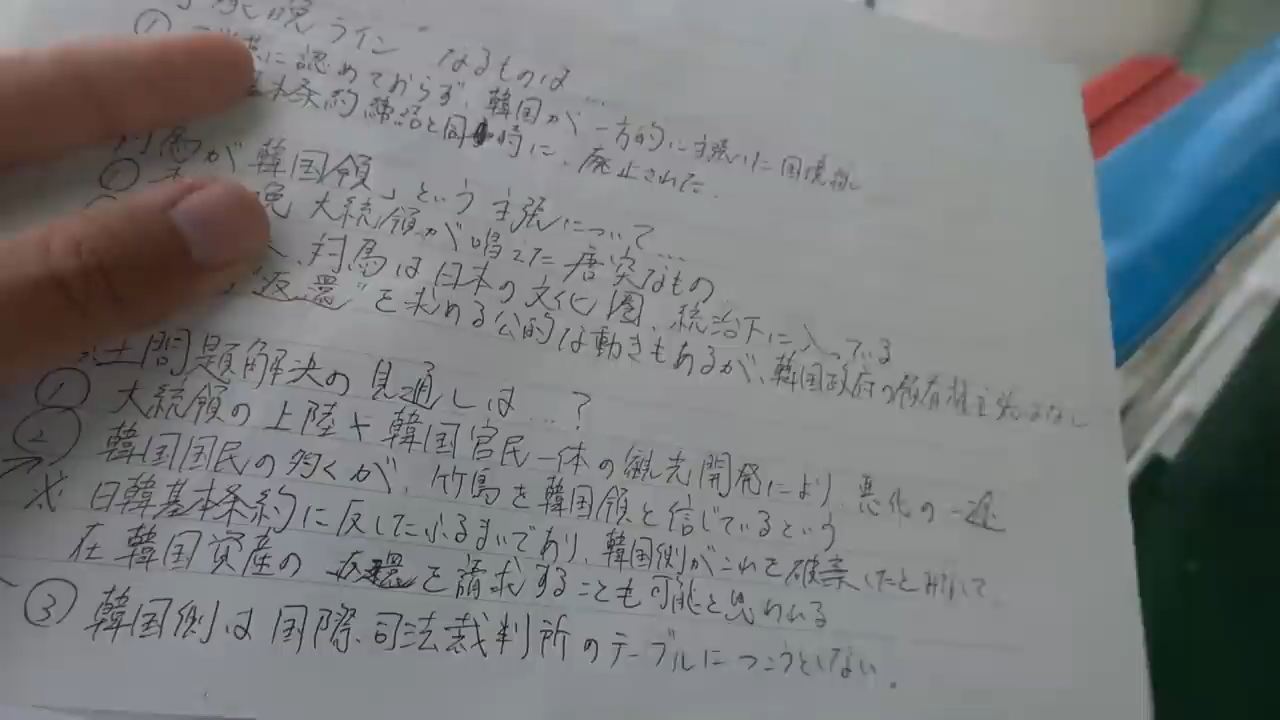 晩ライン" なるものは…
① に認めておらず、韓国が一方的に主張した国境線
基本条約締結と同時に、廃止された。
対馬が韓国領」という主張について…
① 晩大統領が唱えた唐突なもの
、対馬は日本の文化圏、統治下に入っている
"返還"を求める公的な動きもあるが、韓国政府の領有権主張はなし
領土問題解決の見通しは…?
① 大統領の上陸や韓国官民一体の観光開発により、悪化の一途
② 韓国国民の多くが、竹島を韓国領と信じているという
→ ※ 日韓基本条約に反したふるまいであり、韓国側がこれを破棄したとみなして
在韓国資産の返還を請求することも可能と思われる
③ 韓国側は国際司法裁判所のテーブルにつこうとしない。